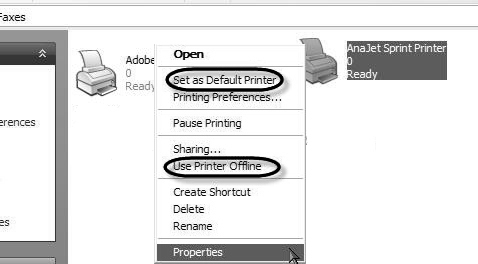 Faxes
Adobe
0
Ready
AnaJet Sprint Printer
0
Ready
Open
Set as Default Printer
Printing Preferences...
Pause Printing
Sharing...
Use Printer Offline
Create Shortcut
Delete
Rename
Properties
erences
es